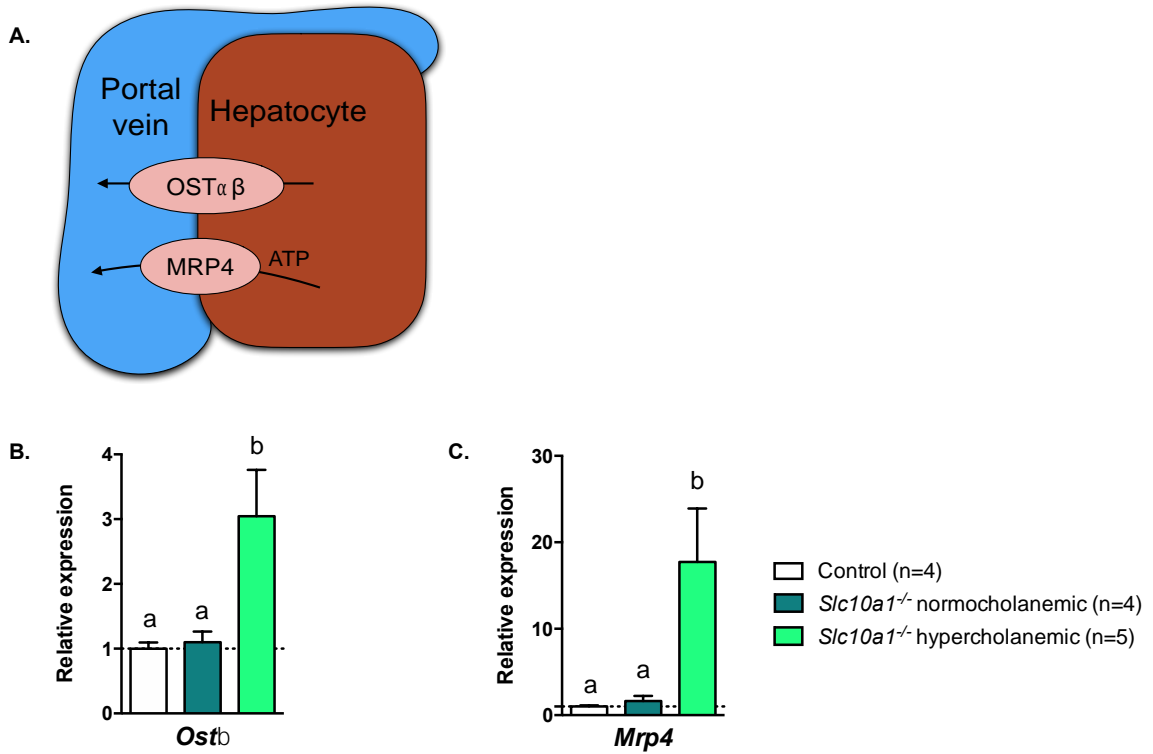 A.
Portal
vein
Hepatocyte
OSTα β
MRP4
ATP
B.
Relative expression
4
3
2
1
0
a
a
b
Ostb
C.
Relative expression
30
20
10
0
a
a
b
Mrp4
Control (n=4)
Slc10a1-/- normocholanemic (n=4)
Slc10a1-/- hypercholanemic (n=5)